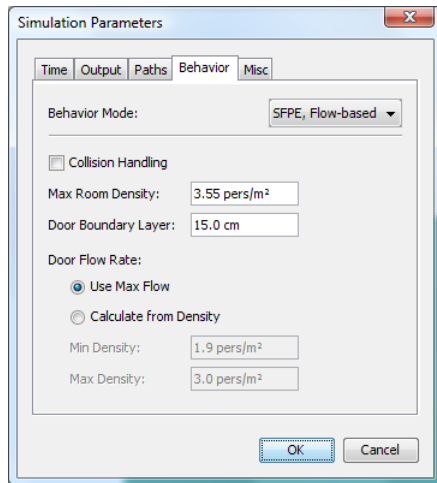 Simulation Parameters
Time Output Paths Behavior Misc
Behavior Mode: SFPE, Flow-based
Collision Handling
Max Room Density: 3.55 pers/m²
Door Boundary Layer: 15.0 cm
Door Flow Rate:
Use Max Flow
Calculate from Density
Min Density: 1.9 pers/m²
Max Density: 3.0 pers/m²
OK Cancel